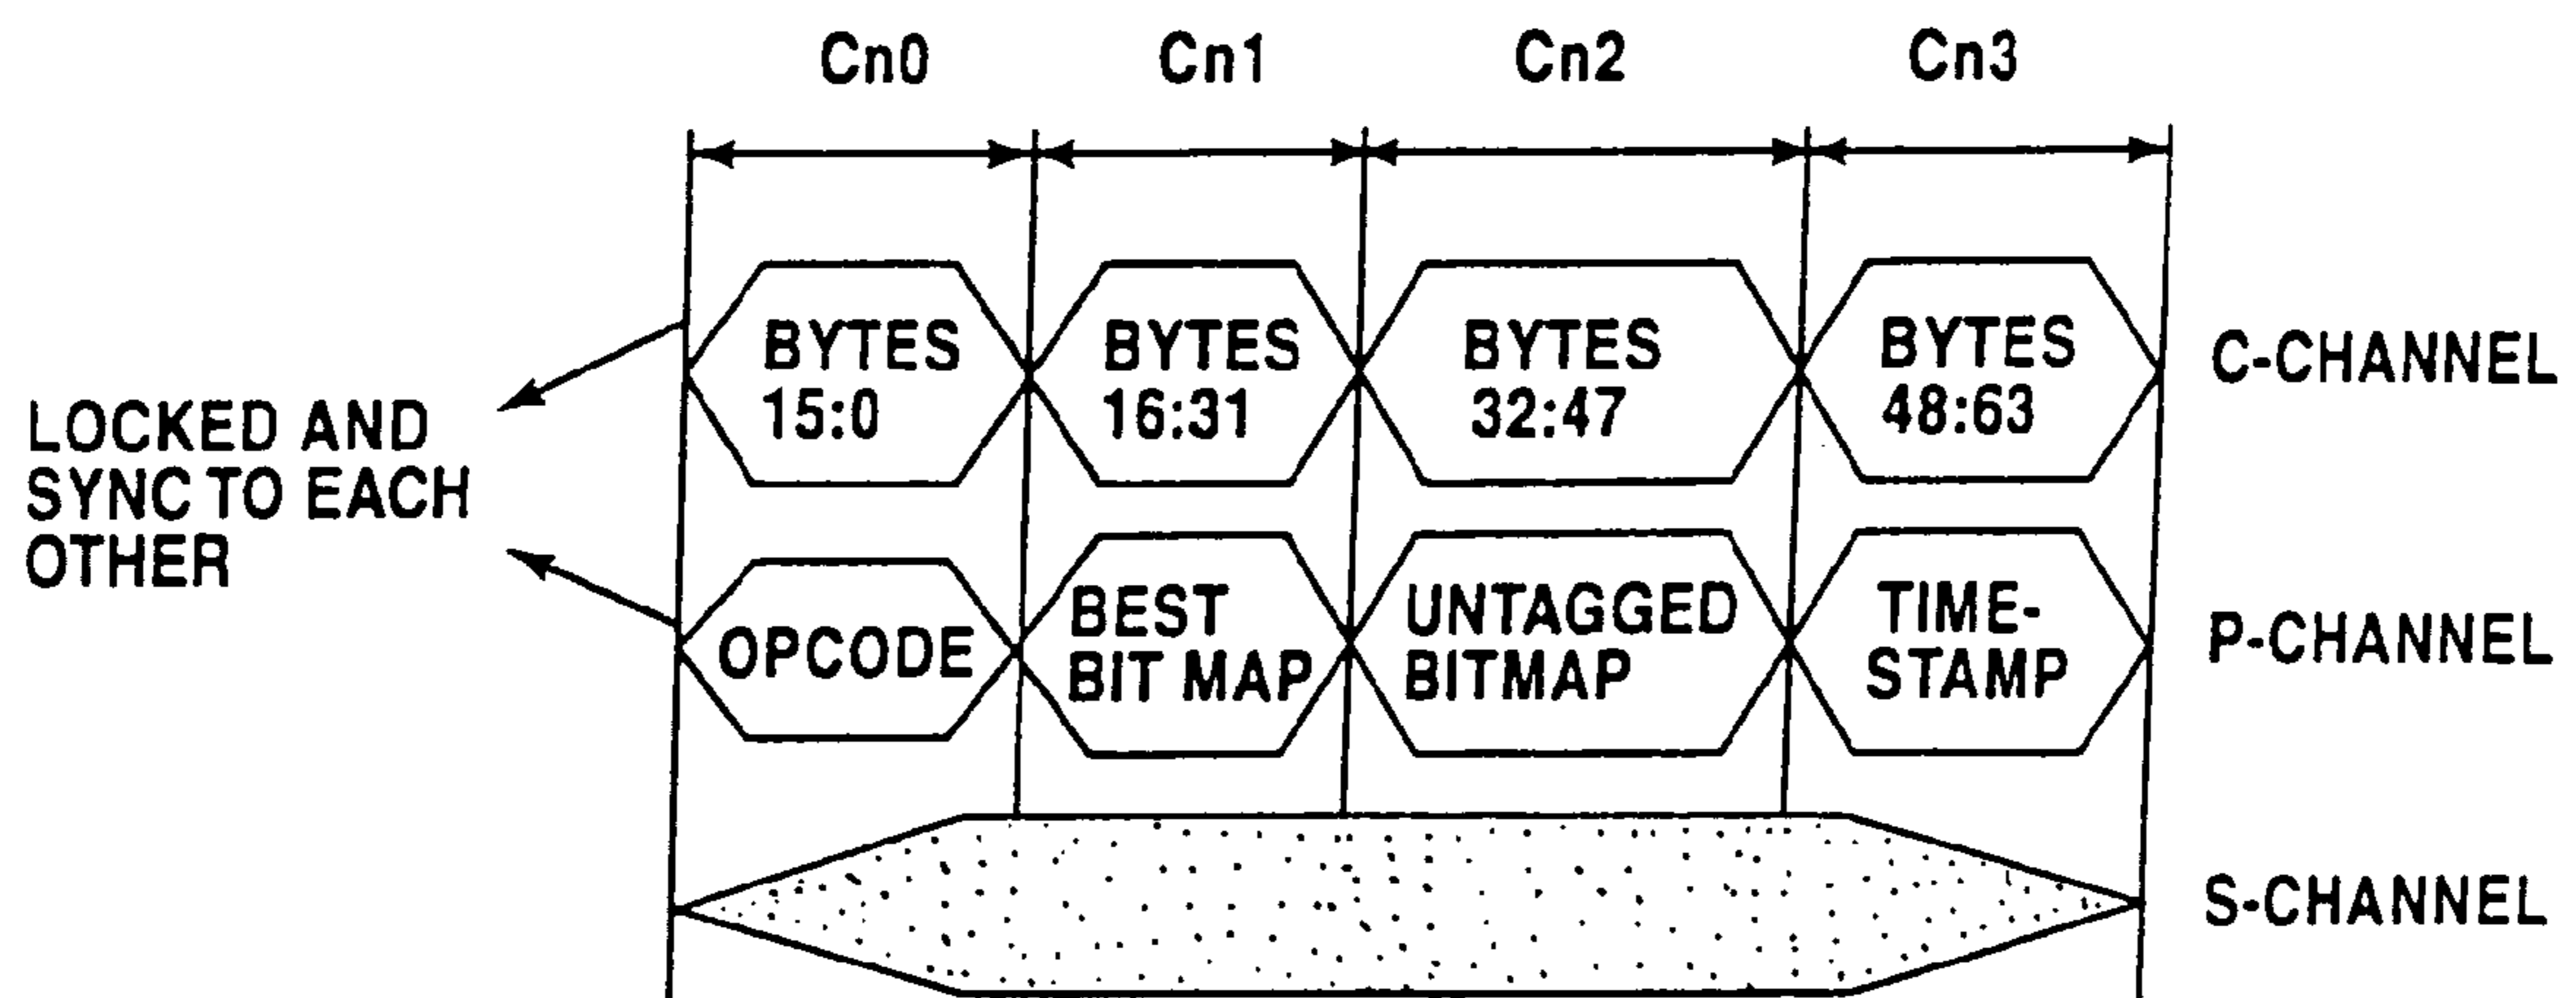 Cn0 Cn1 Cn2 Cn3
BYTES
15:0
BYTES
16:31
BYTES
32:47
BYTES
48:63
C-CHANNEL
LOCKED AND
SYNC TO EACH
OTHER
OPCODE
BEST
BIT MAP
UNTAGGED
BITMAP
TIME-
STAMP
P-CHANNEL
S-CHANNEL